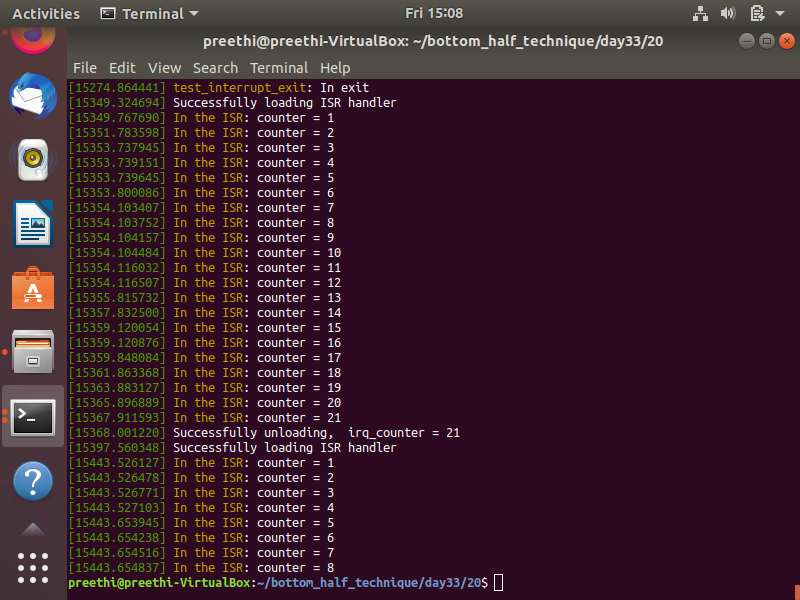 Activities Terminal Fri 15:08
preethi@preethi-VirtualBox: ~/bottom_half_technique/day33/20
File Edit View Search Terminal Help
[15274.864441] test_interrupt_exit: In exit
[15349.324694] Successfully loading ISR handler
[15349.767690] In the ISR: counter = 1
[15351.783598] In the ISR: counter = 2
[15353.737945] In the ISR: counter = 3
[15353.739151] In the ISR: counter = 4
[15353.739645] In the ISR: counter = 5
[15353.800086] In the ISR: counter = 6
[15354.103407] In the ISR: counter = 7
[15354.103752] In the ISR: counter = 8
[15354.104157] In the ISR: counter = 9
[15354.104484] In the ISR: counter = 10
[15354.116032] In the ISR: counter = 11
[15354.116507] In the ISR: counter = 12
[15355.815732] In the ISR: counter = 13
[15357.832500] In the ISR: counter = 14
[15359.120054] In the ISR: counter = 15
[15359.120876] In the ISR: counter = 16
[15359.848084] In the ISR: counter = 17
[15361.863368] In the ISR: counter = 18
[15363.883127] In the ISR: counter = 19
[15365.896889] In the ISR: counter = 20
[15367.911593] In the ISR: counter = 21
[15368.001220] Successfully unloading,  irq_counter = 21
[15397.560348] Successfully loading ISR handler
[15443.526127] In the ISR: counter = 1
[15443.526478] In the ISR: counter = 2
[15443.526771] In the ISR: counter = 3
[15443.527103] In the ISR: counter = 4
[15443.653945] In the ISR: counter = 5
[15443.654238] In the ISR: counter = 6
[15443.654516] In the ISR: counter = 7
[15443.654837] In the ISR: counter = 8
preethi@preethi-VirtualBox:~/bottom_half_technique/day33/20$